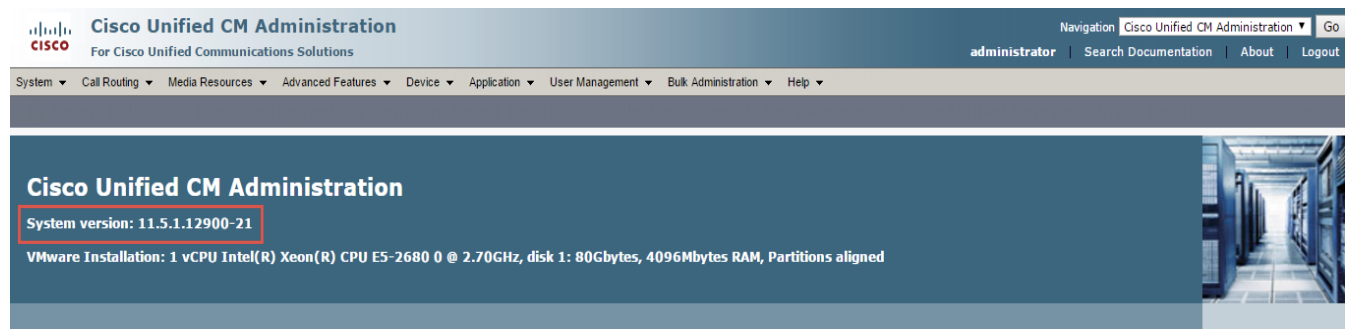 Cisco Unified CM Administration
Navigation Cisco Unified CM Administration Go
CISCO
For Cisco Unified Communications Solutions
administrator | Search Documentation | About | Logout
System Call Routing Media Resources Advanced Features Device Application User Management Bulk Administration Help
Cisco Unified CM Administration
System version: 11.5.1.12900-21
VMware Installation: 1 vCPU Intel(R) Xeon(R) CPU E5-2680 0 @ 2.70GHz, disk 1: 80Gbytes, 4096Mbytes RAM, Partitions aligned